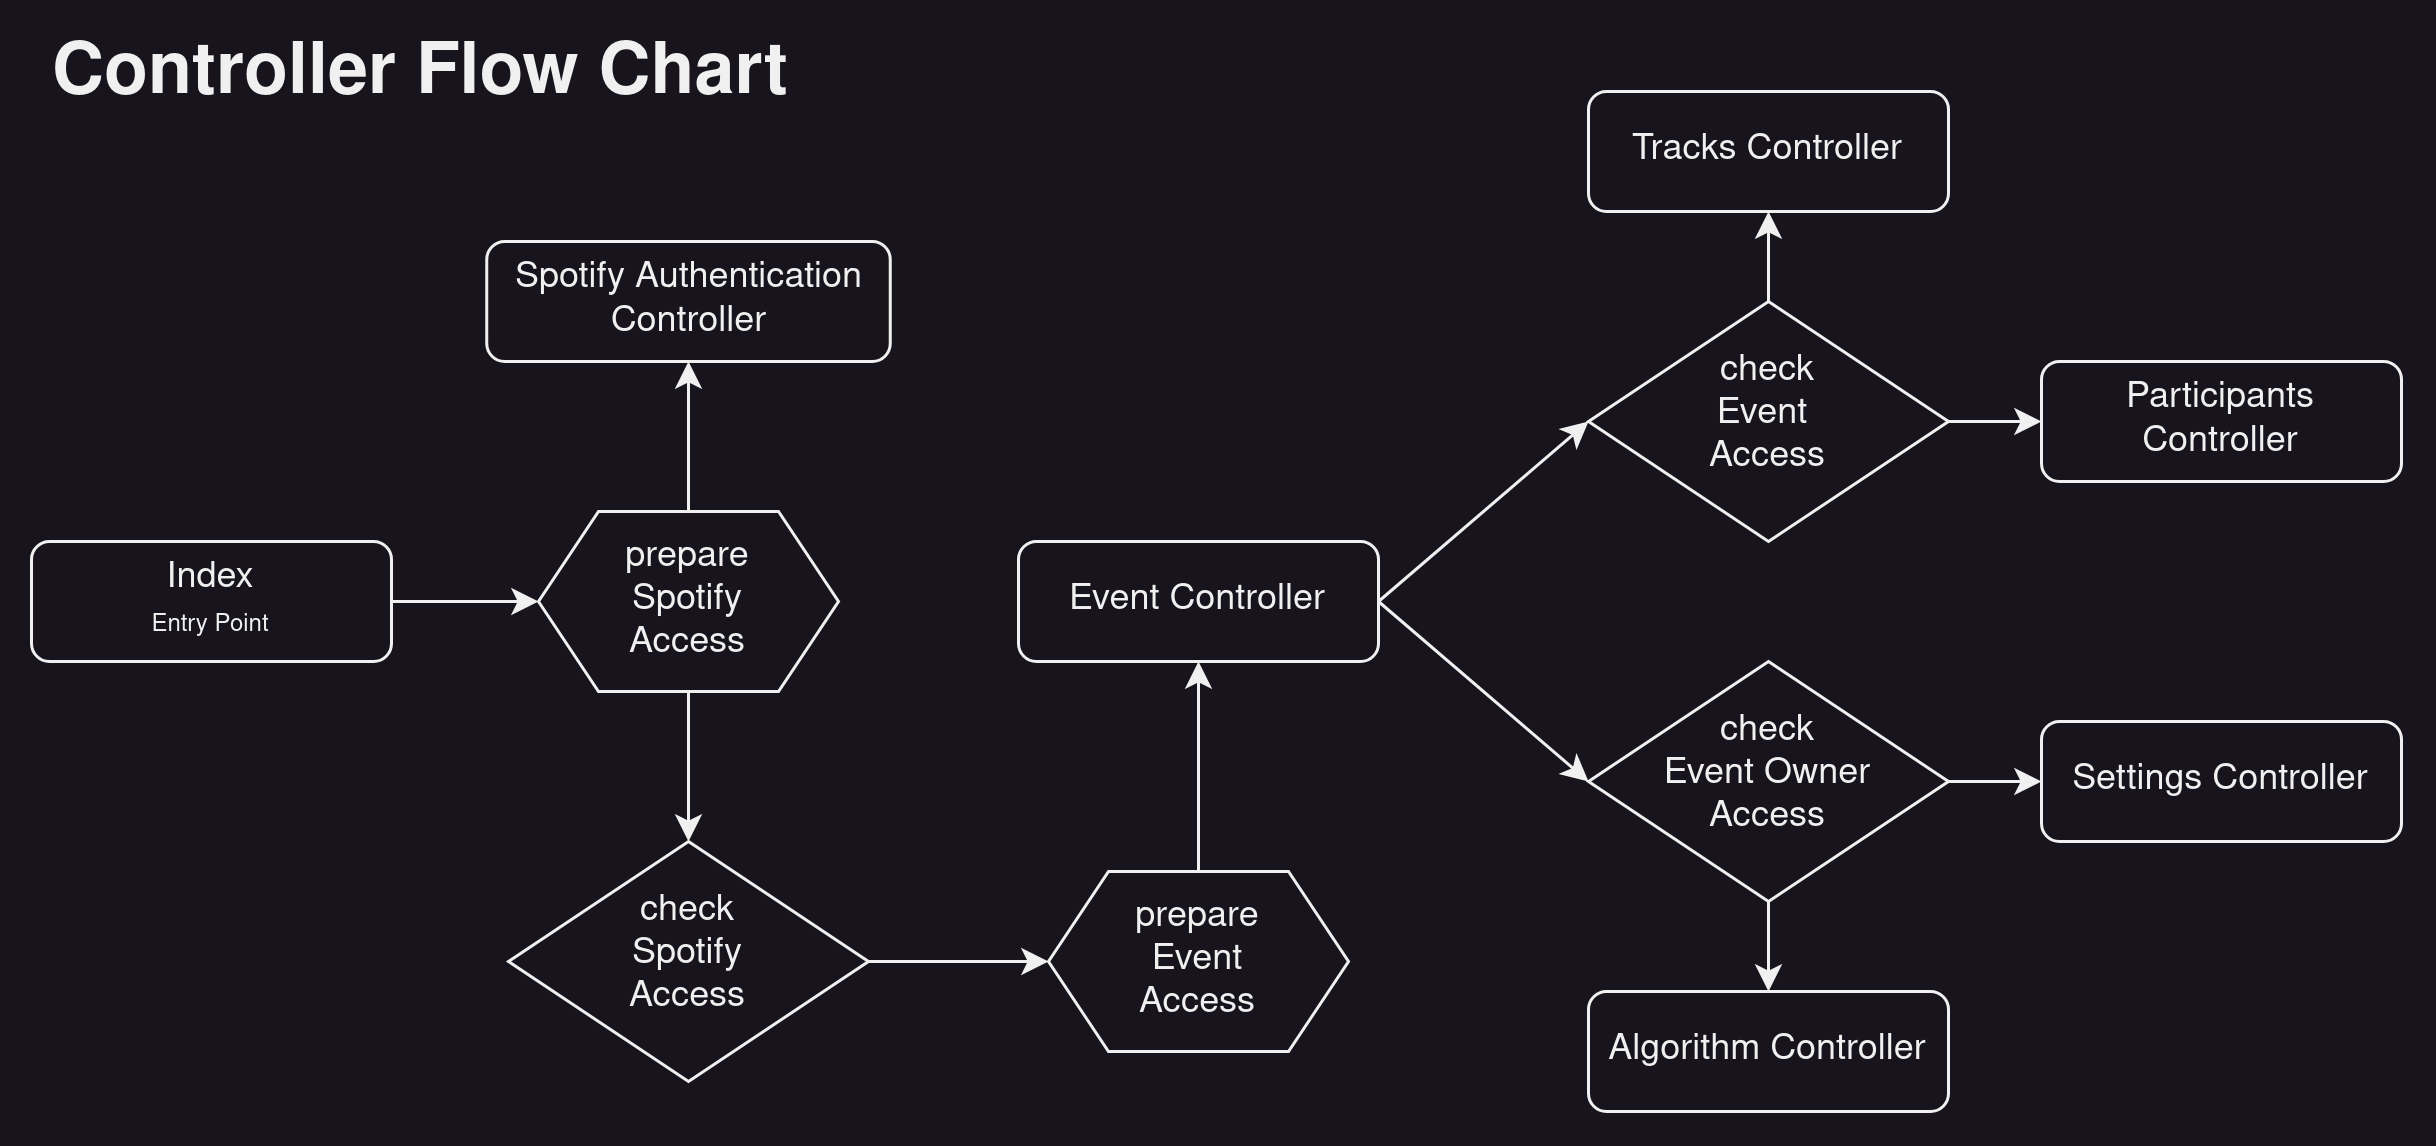 Controller Flow Chart
Tracks Controller
Spotify Authentication
Controller
check
Event
Access
Participants
Controller
Index
Entry Point
prepare
Spotify
Access
Event Controller
check
Event Owner
Access
Settings Controller
check
Spotify
Access
prepare
Event
Access
Algorithm Controller